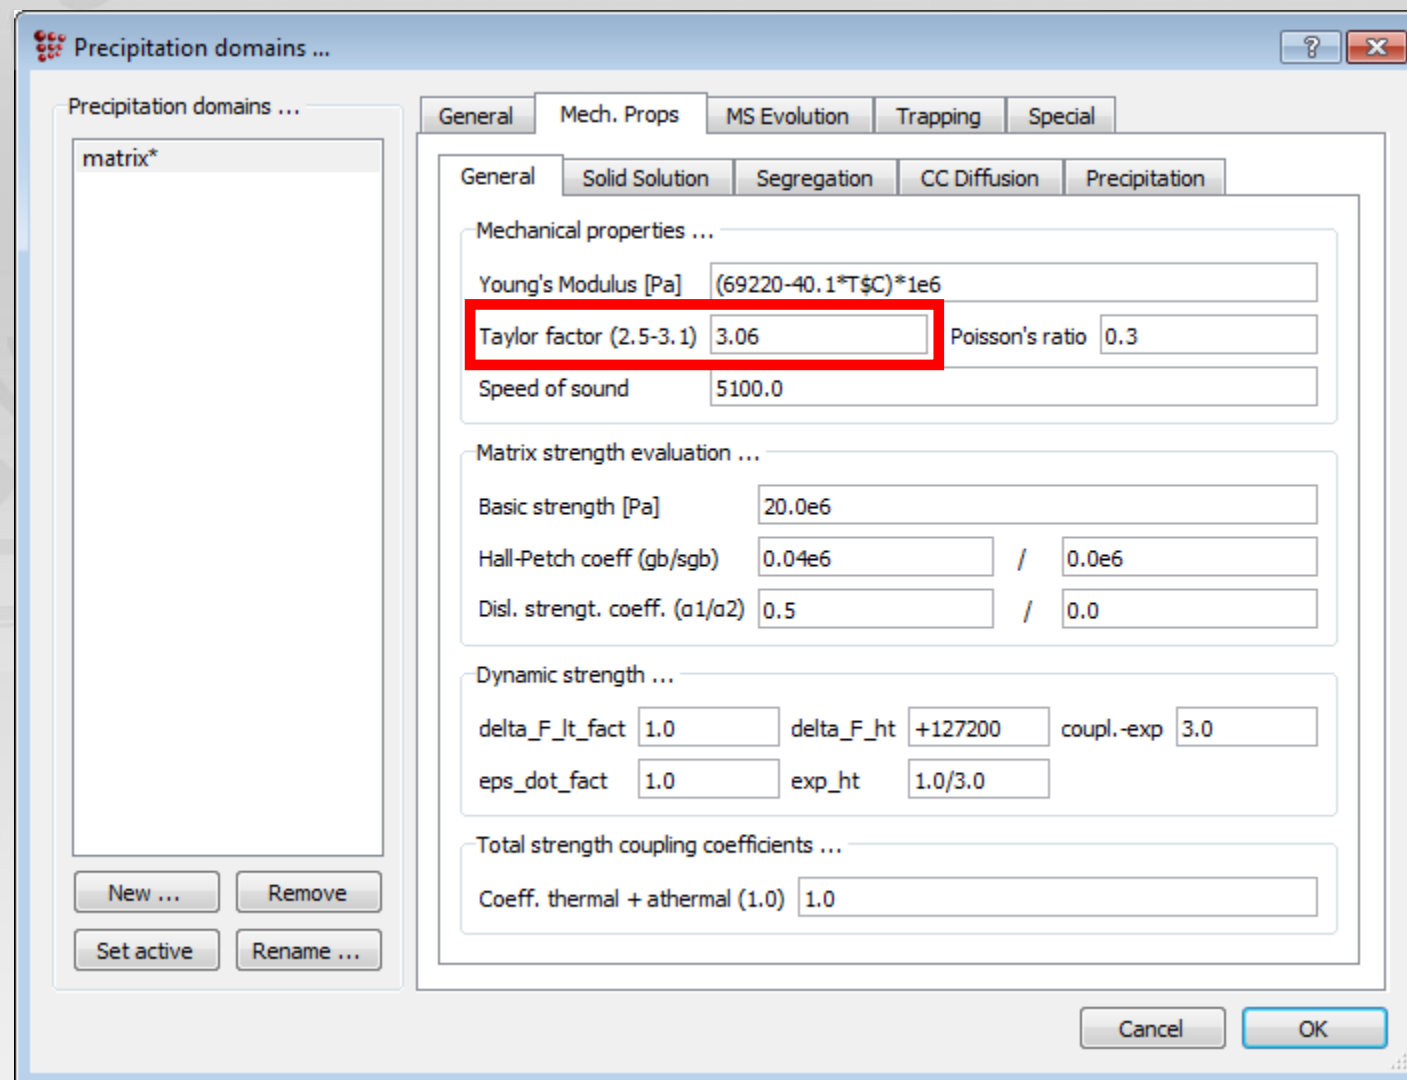 Precipitation domains ...
?
Precipitation domains ...
matrix*
New ... Remove
Set active Rename ...
General Mech. Props MS Evolution Trapping Special
General Solid Solution Segregation CC Diffusion Precipitation
Mechanical properties ...
Young's Modulus [Pa] (69220-40.1*T$C)*1e6
Taylor factor (2.5-3.1) 3.06 Poisson's ratio 0.3
Speed of sound 5100.0
Matrix strength evaluation ...
Basic strength [Pa] 20.0e6
Hall-Petch coeff (gb/sgb) 0.04e6 / 0.0e6
Disl. strengt. coeff. (α1/α2) 0.5 / 0.0
Dynamic strength ...
delta_F_lt_fact 1.0 delta_F_ht +127200 coupl.-exp 3.0
eps_dot_fact 1.0 exp_ht 1.0/3.0
Total strength coupling coefficients ...
Coeff. thermal + athermal (1.0) 1.0
Cancel OK